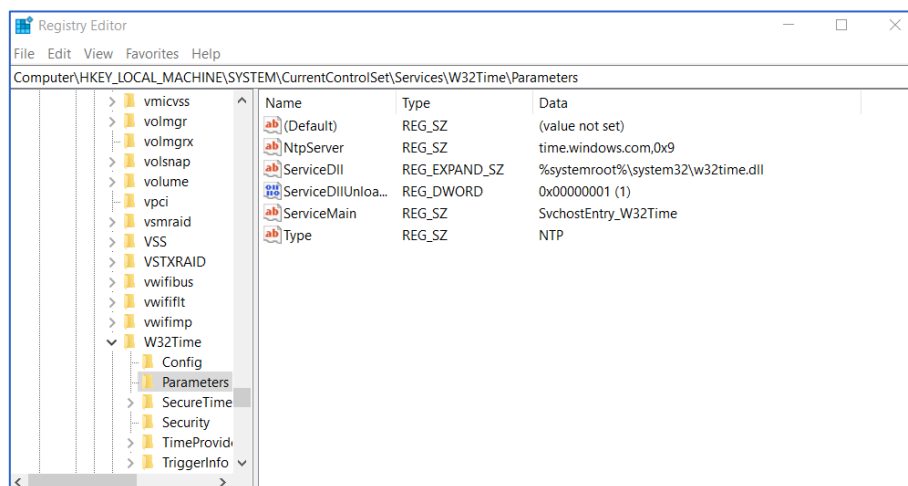 Registry Editor
File Edit View Favorites Help
Computer\HKEY_LOCAL_MACHINE\SYSTEM\CurrentControlSet\Services\W32Time\Parameters
vmicvss
volmgr
volmgrx
volsnap
volume
vpci
vsmraid
VSS
VSTXRAID
vwifibus
vwififlt
vwifimp
W32Time
Config
Parameters
SecureTime
Security
TimeProvide
TriggerInfo
Name Type Data
(Default) REG_SZ (value not set)
NtpServer REG_SZ time.windows.com,0x9
ServiceDll REG_EXPAND_SZ %systemroot%\system32\w32time.dll
ServiceDllUnloa... REG_DWORD 0x00000001 (1)
ServiceMain REG_SZ SvchostEntry_W32Time
Type REG_SZ NTP